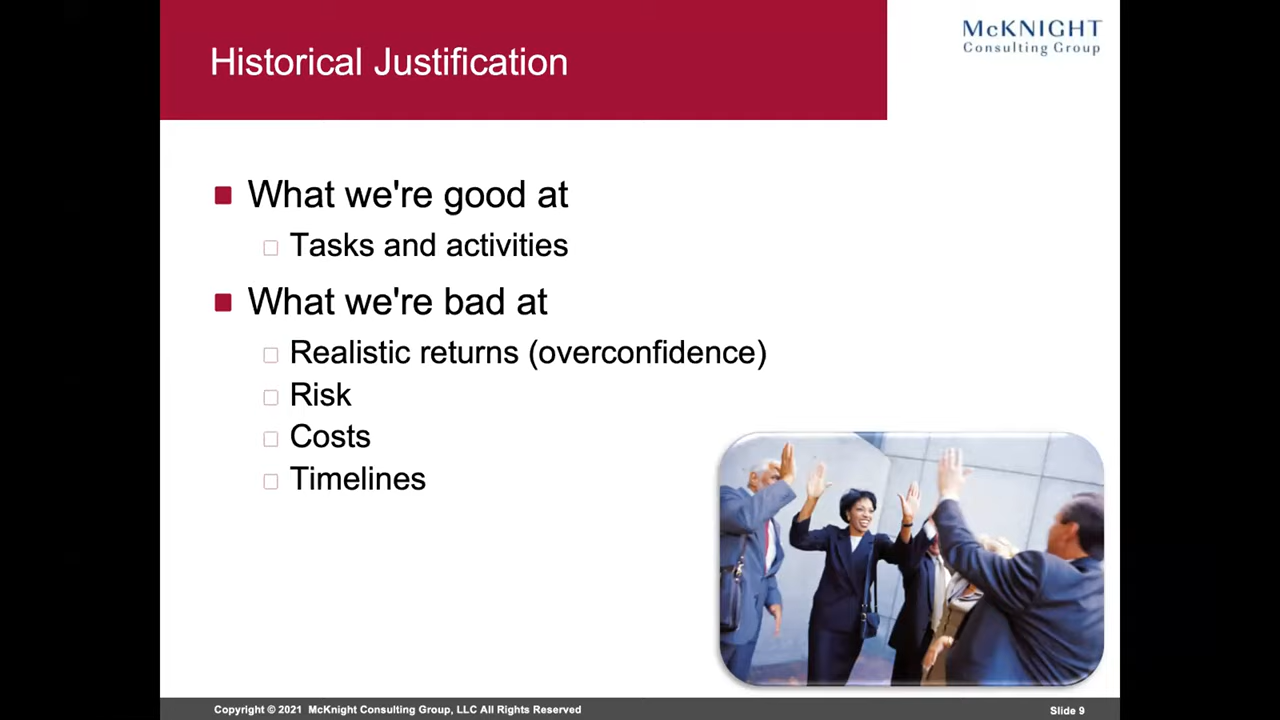 Historical Justification
McKNIGHT
Consulting Group
What we're good at
Tasks and activities
What we're bad at
Realistic returns (overconfidence)
Risk
Costs
Timelines
Copyright © 2021 McKnight Consulting Group, LLC All Rights Reserved
Slide 9